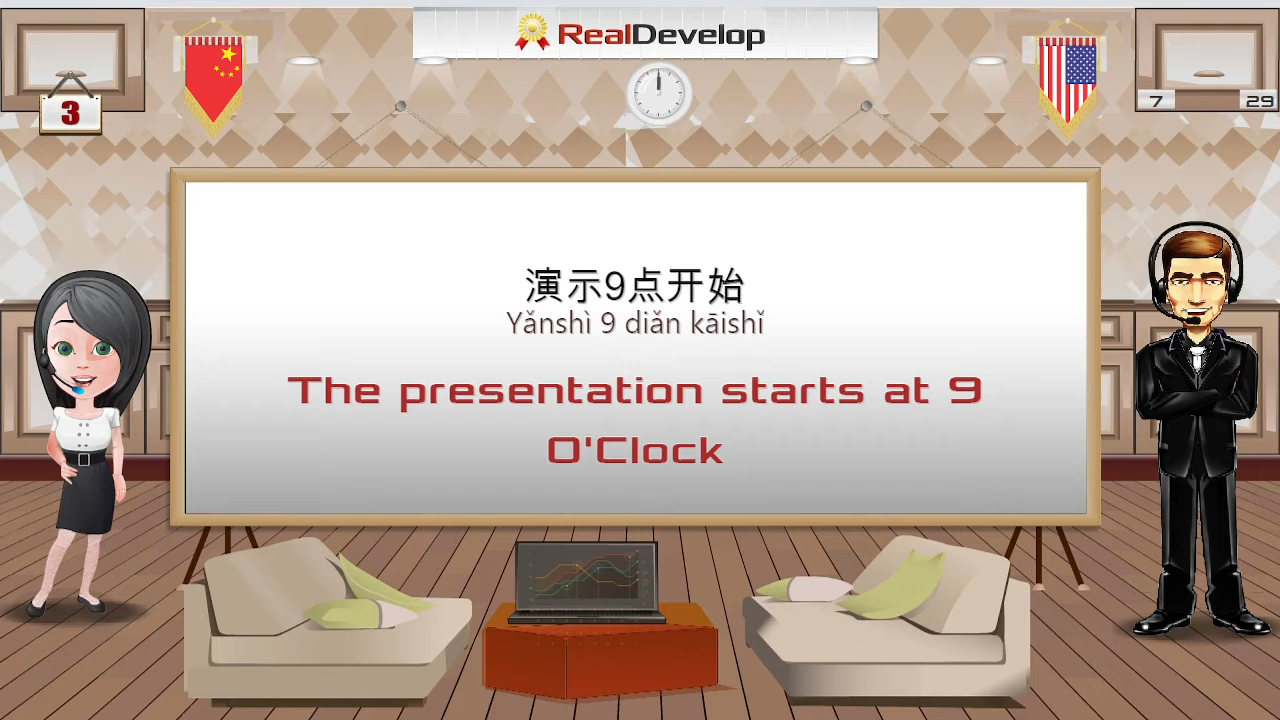 RealDevelop
3
7
29
演示9点开始
Yǎnshì 9 diǎn kāishǐ
The presentation starts at 9
O'Clock